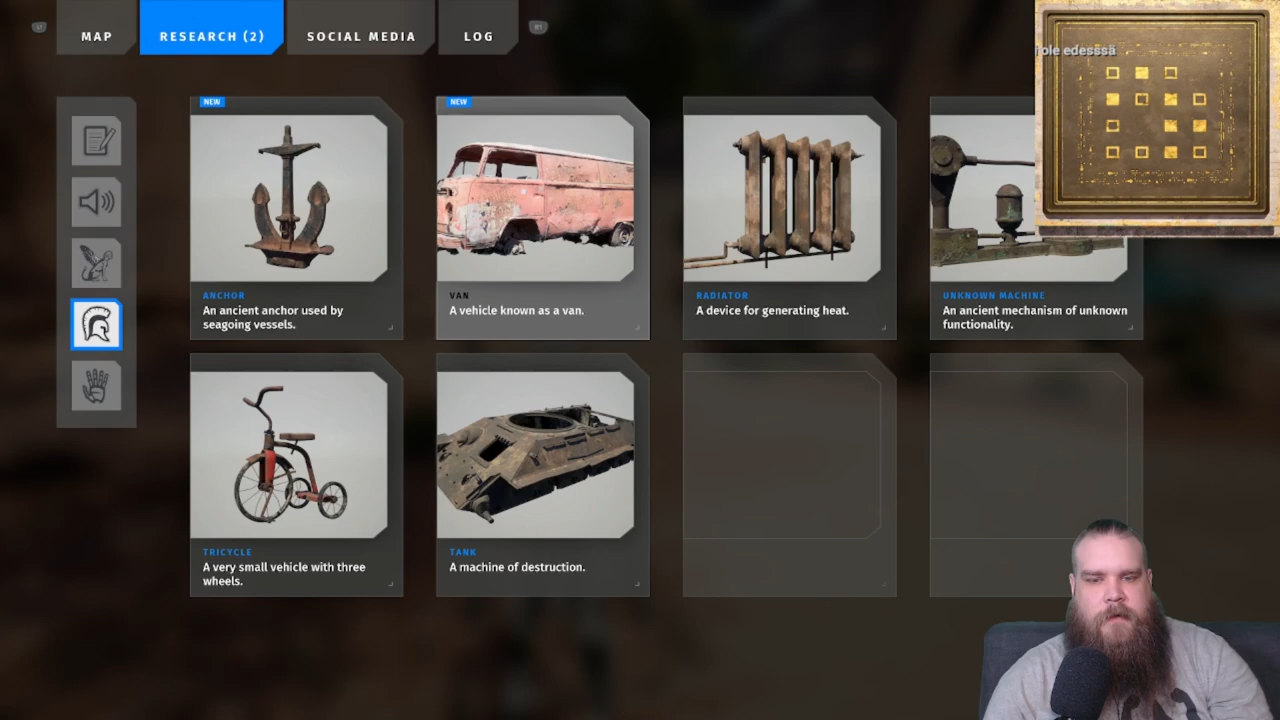 MAP
RESEARCH (2)
SOCIAL MEDIA
LOG
ole edesssä
NEW
NEW
ANCHOR
An ancient anchor used by
seagoing vessels.
VAN
A vehicle known as a van.
RADIATOR
A device for generating heat.
UNKNOWN MACHINE
An ancient mechanism of unknown
functionality.
TRICYCLE
A very small vehicle with three
wheels.
TANK
A machine of destruction.